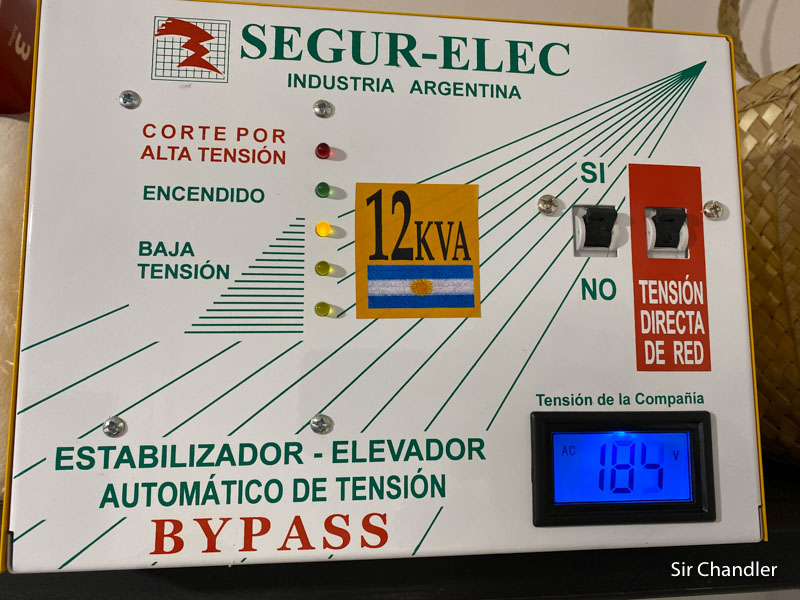 SEGUR-ELEC
INDUSTRIA ARGENTINA
CORTE POR
ALTA TENSIÓN
ENCENDIDO
BAJA
TENSIÓN
12KVA
SI
NO
TENSIÓN
DIRECTA
DE RED
Tensión de la Compañía
AC 184 V
ESTABILIZADOR - ELEVADOR
AUTOMÁTICO DE TENSIÓN
BYPASS
Sir Chandler